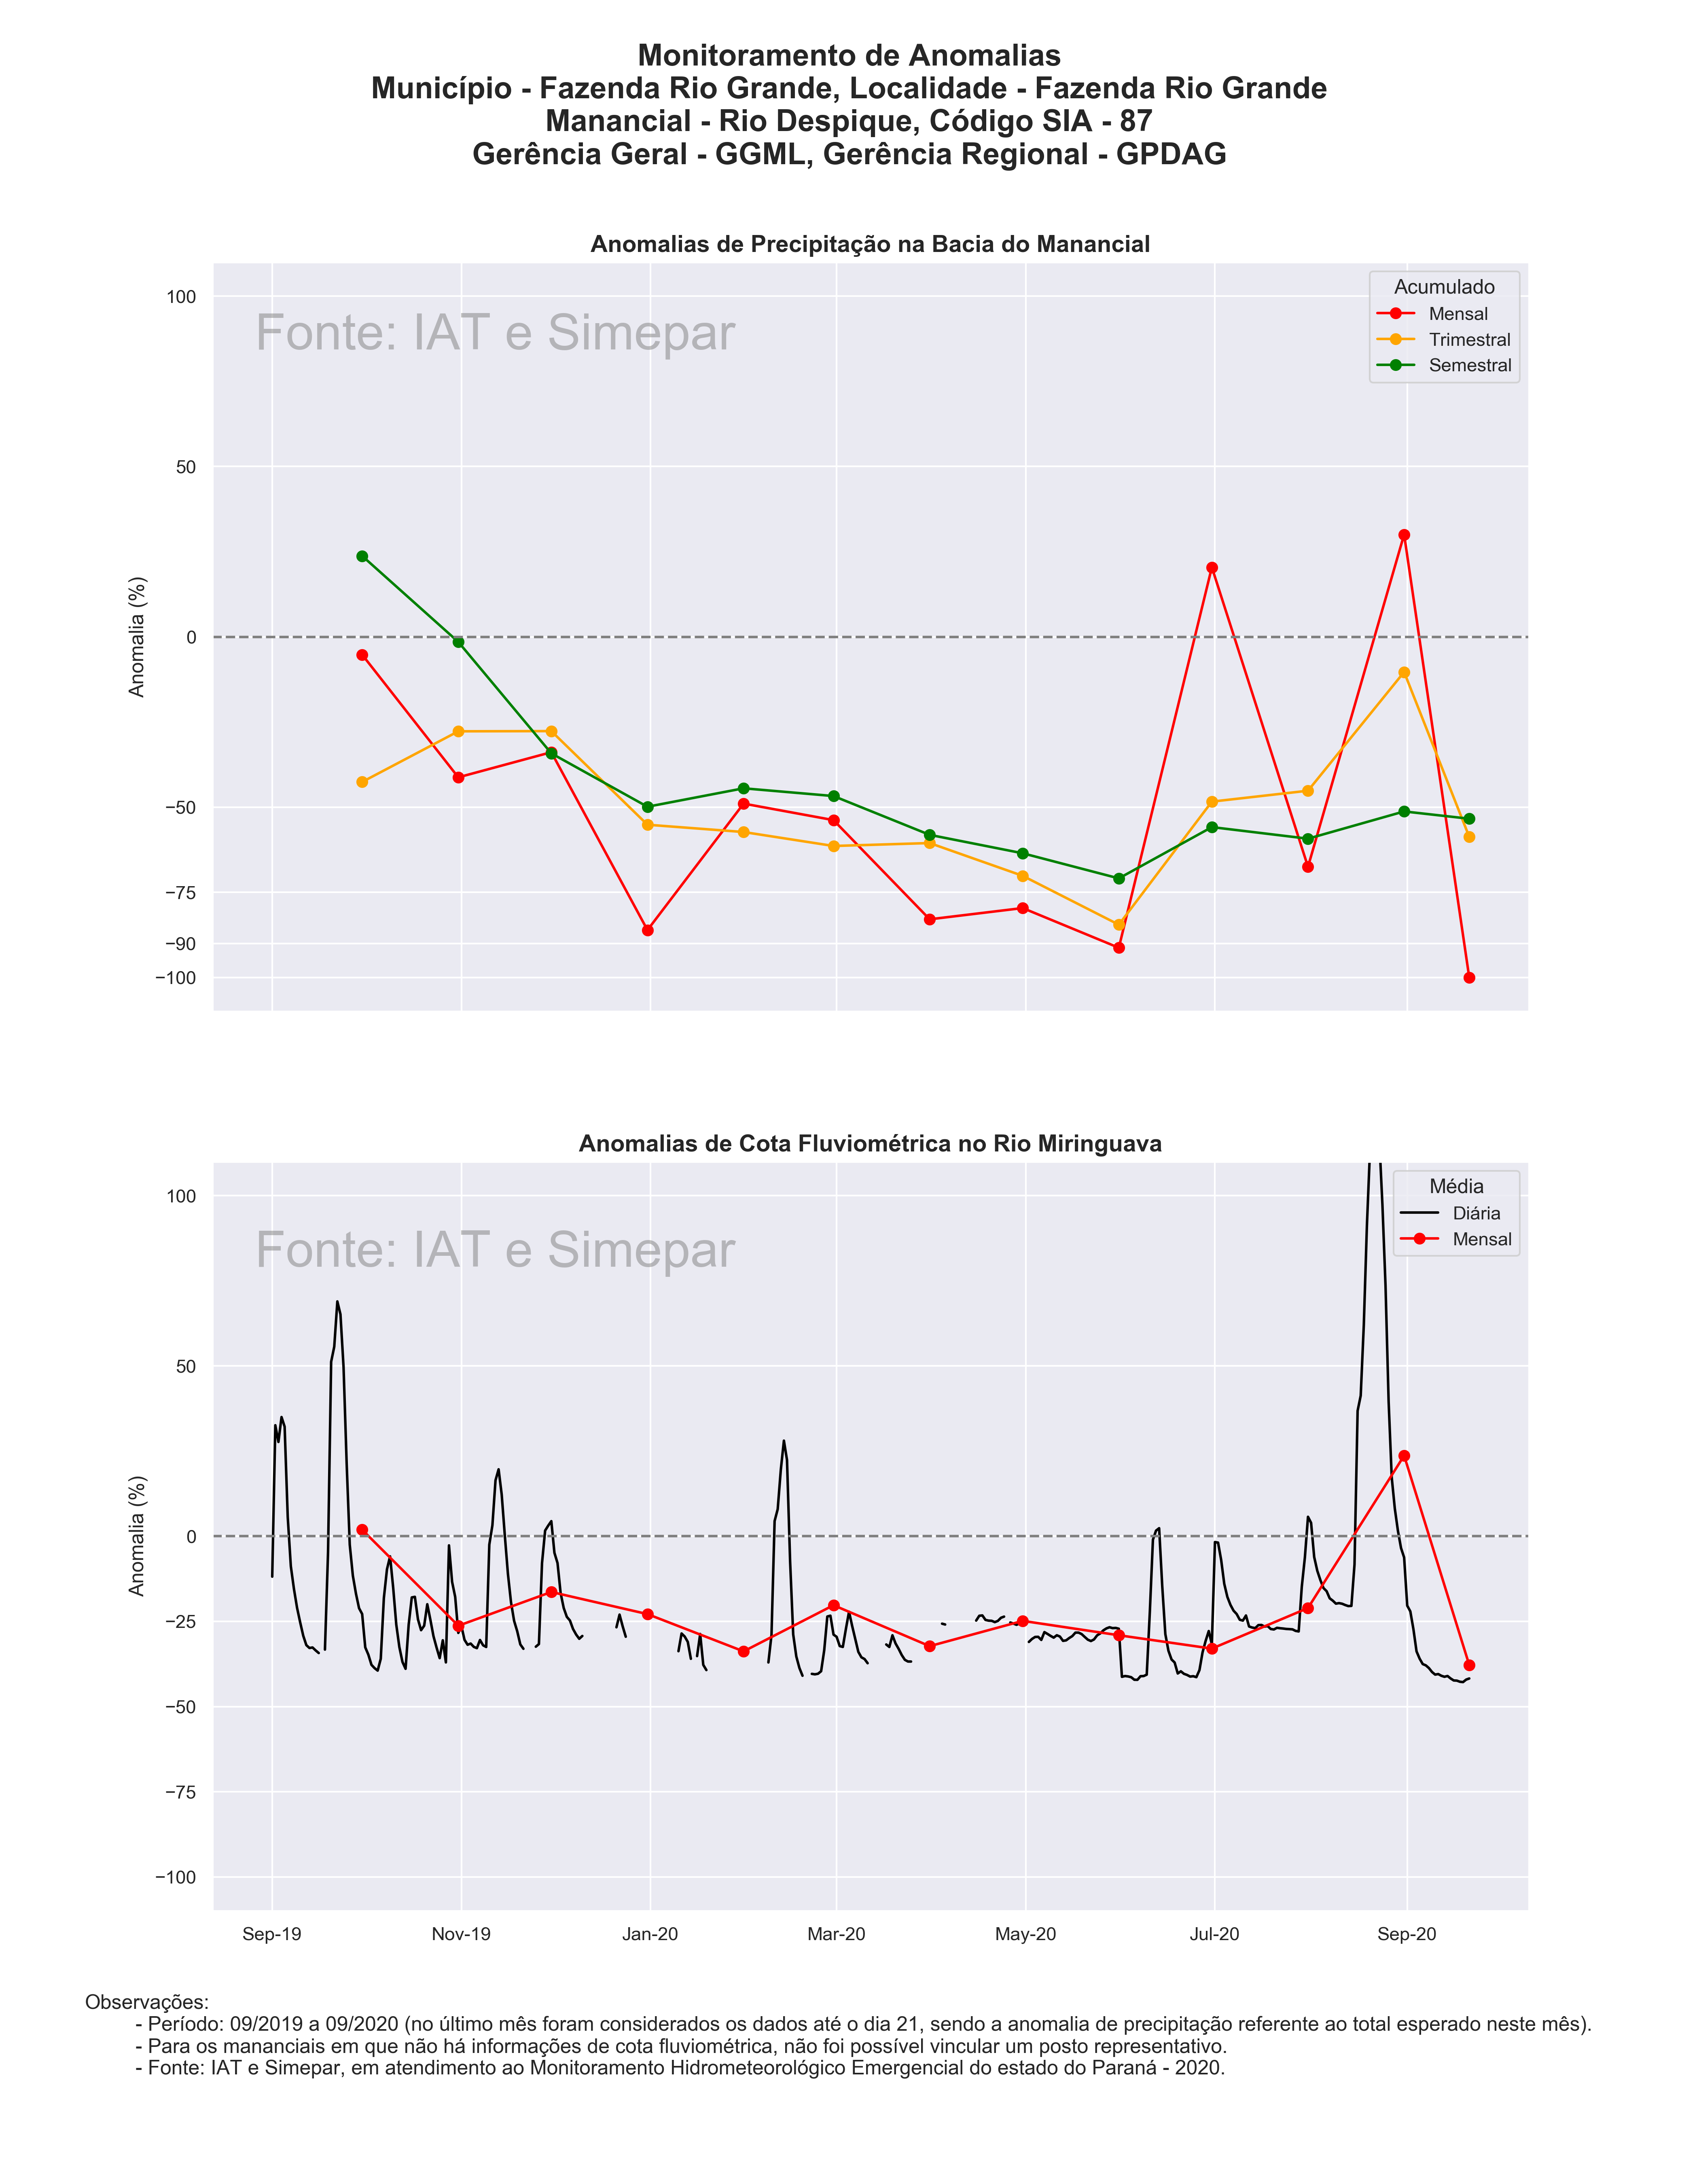 Monitoramento de Anomalias
Município - Fazenda Rio Grande, Localidade - Fazenda Rio Grande
Manancial - Rio Despique, Código SIA - 87
Gerência Geral - GGML, Gerência Regional - GPDAG
Anomalias de Precipitação na Bacia do Manancial
Fonte: IAT e Simepar
Acumulado
Mensal
Trimestral
Semestral
Anomalia (%)
100
50
0
−50
−75
−90
−100
Anomalias de Cota Fluviométrica no Rio Miringuava
Fonte: IAT e Simepar
Média
Diária
Mensal
Anomalia (%)
100
50
0
−25
−50
−75
−100
Sep-19 Nov-19 Jan-20 Mar-20 May-20 Jul-20 Sep-20
Observações:
- Período: 09/2019 a 09/2020 (no último mês foram considerados os dados até o dia 21, sendo a anomalia de precipitação referente ao total esperado neste mês).
- Para os mananciais em que não há informações de cota fluviométrica, não foi possível vincular um posto representativo.
- Fonte: IAT e Simepar, em atendimento ao Monitoramento Hidrometeorológico Emergencial do estado do Paraná - 2020.